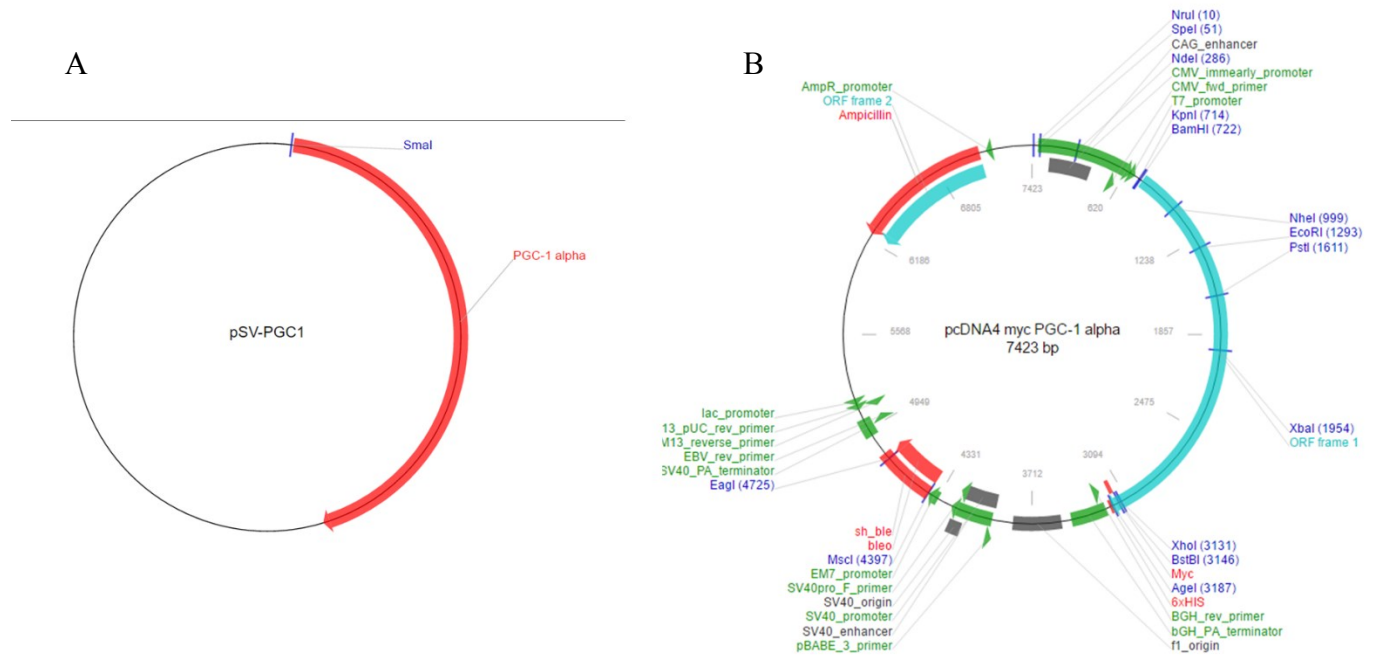 A
SmaI
PGC-1 alpha
pSV-PGC1
B
NruI (10)
SpeI (51)
CAG_enhancer
NdeI (286)
CMV_immearly_promoter
CMV_fwd_primer
T7_promoter
KpnI (714)
BamHI (722)
AmpR_promoter
ORF frame 2
Ampicillin
7423
620
6805
NheI (999)
EcoRI (1293)
PstI (1611)
6186
1238
5568
pcDNA4 myc PGC-1 alpha
7423 bp
1857
4949
2475
XbaI (1954)
ORF frame 1
lac_promoter
13_pUC_rev_primer
M13_reverse_primer
EBV_rev_primer
SV40_PA_terminator
EagI (4725)
4331
3712
3094
sh_ble
bleo
MscI (4397)
EM7_promoter
SV40pro_F_primer
SV40_origin
SV40_promoter
SV40_enhancer
pBABE_3_primer
XhoI (3131)
BstBI (3146)
Myc
AgeI (3187)
6xHIS
BGH_rev_primer
bGH_PA_terminator
f1_origin